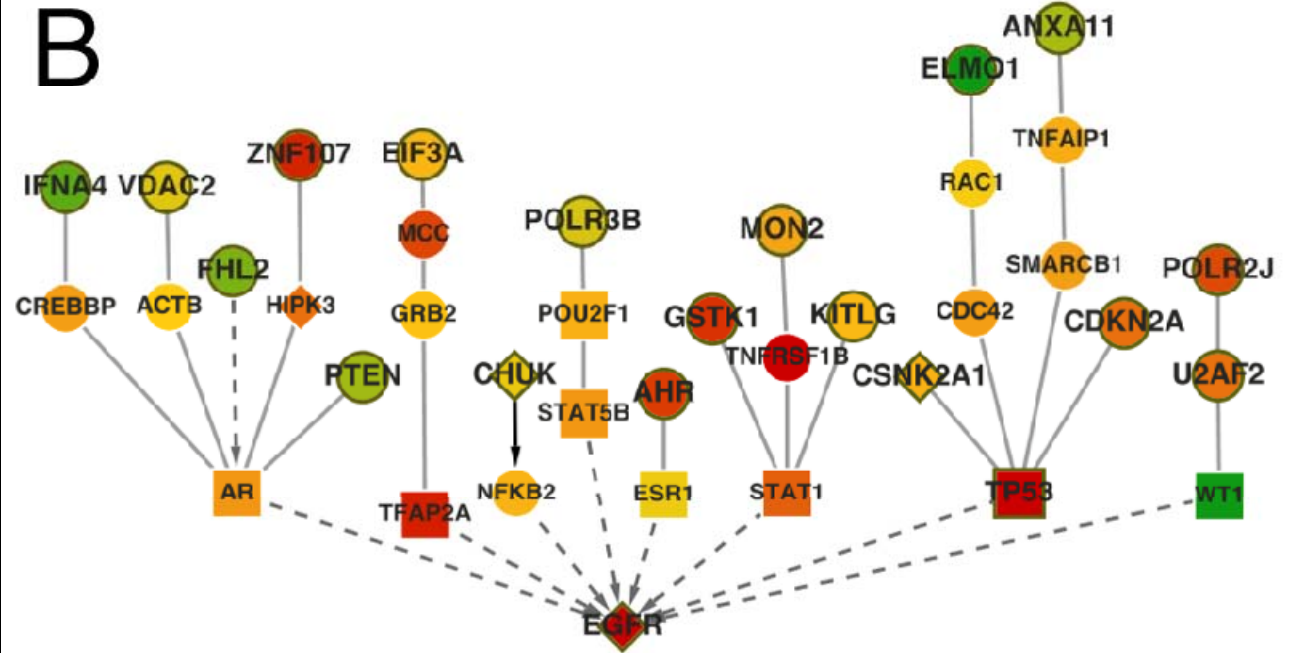 B
ANXA11
ELMO1
TNFAIP1
ZNF107
EIF3A
IFNA4
VDAC2
RAC1
POLR3B
MON2
MCC
FHL2
SMARCB1
POLR2J
CREBBP
ACTB
HIPK3
GRB2
POU2F1
GSTK1
KITLG
CDC42
CDKN2A
TNFRSF1B
PTEN
CHUK
CSNK2A1
U2AF2
AHR
STAT5B
AR
NFKB2
ESR1
STAT1
TP53
WT1
TFAP2A
EGFR